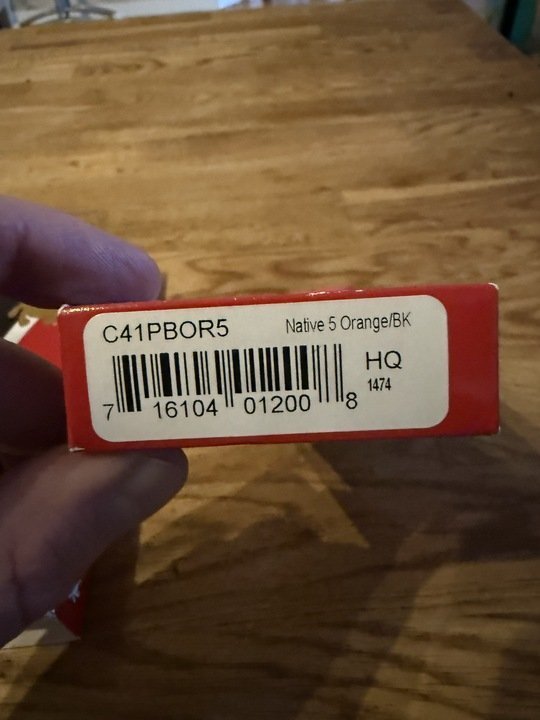 C41PBOR5 Native 5 Orange/BK
HQ
1474
7 16104 01200 8